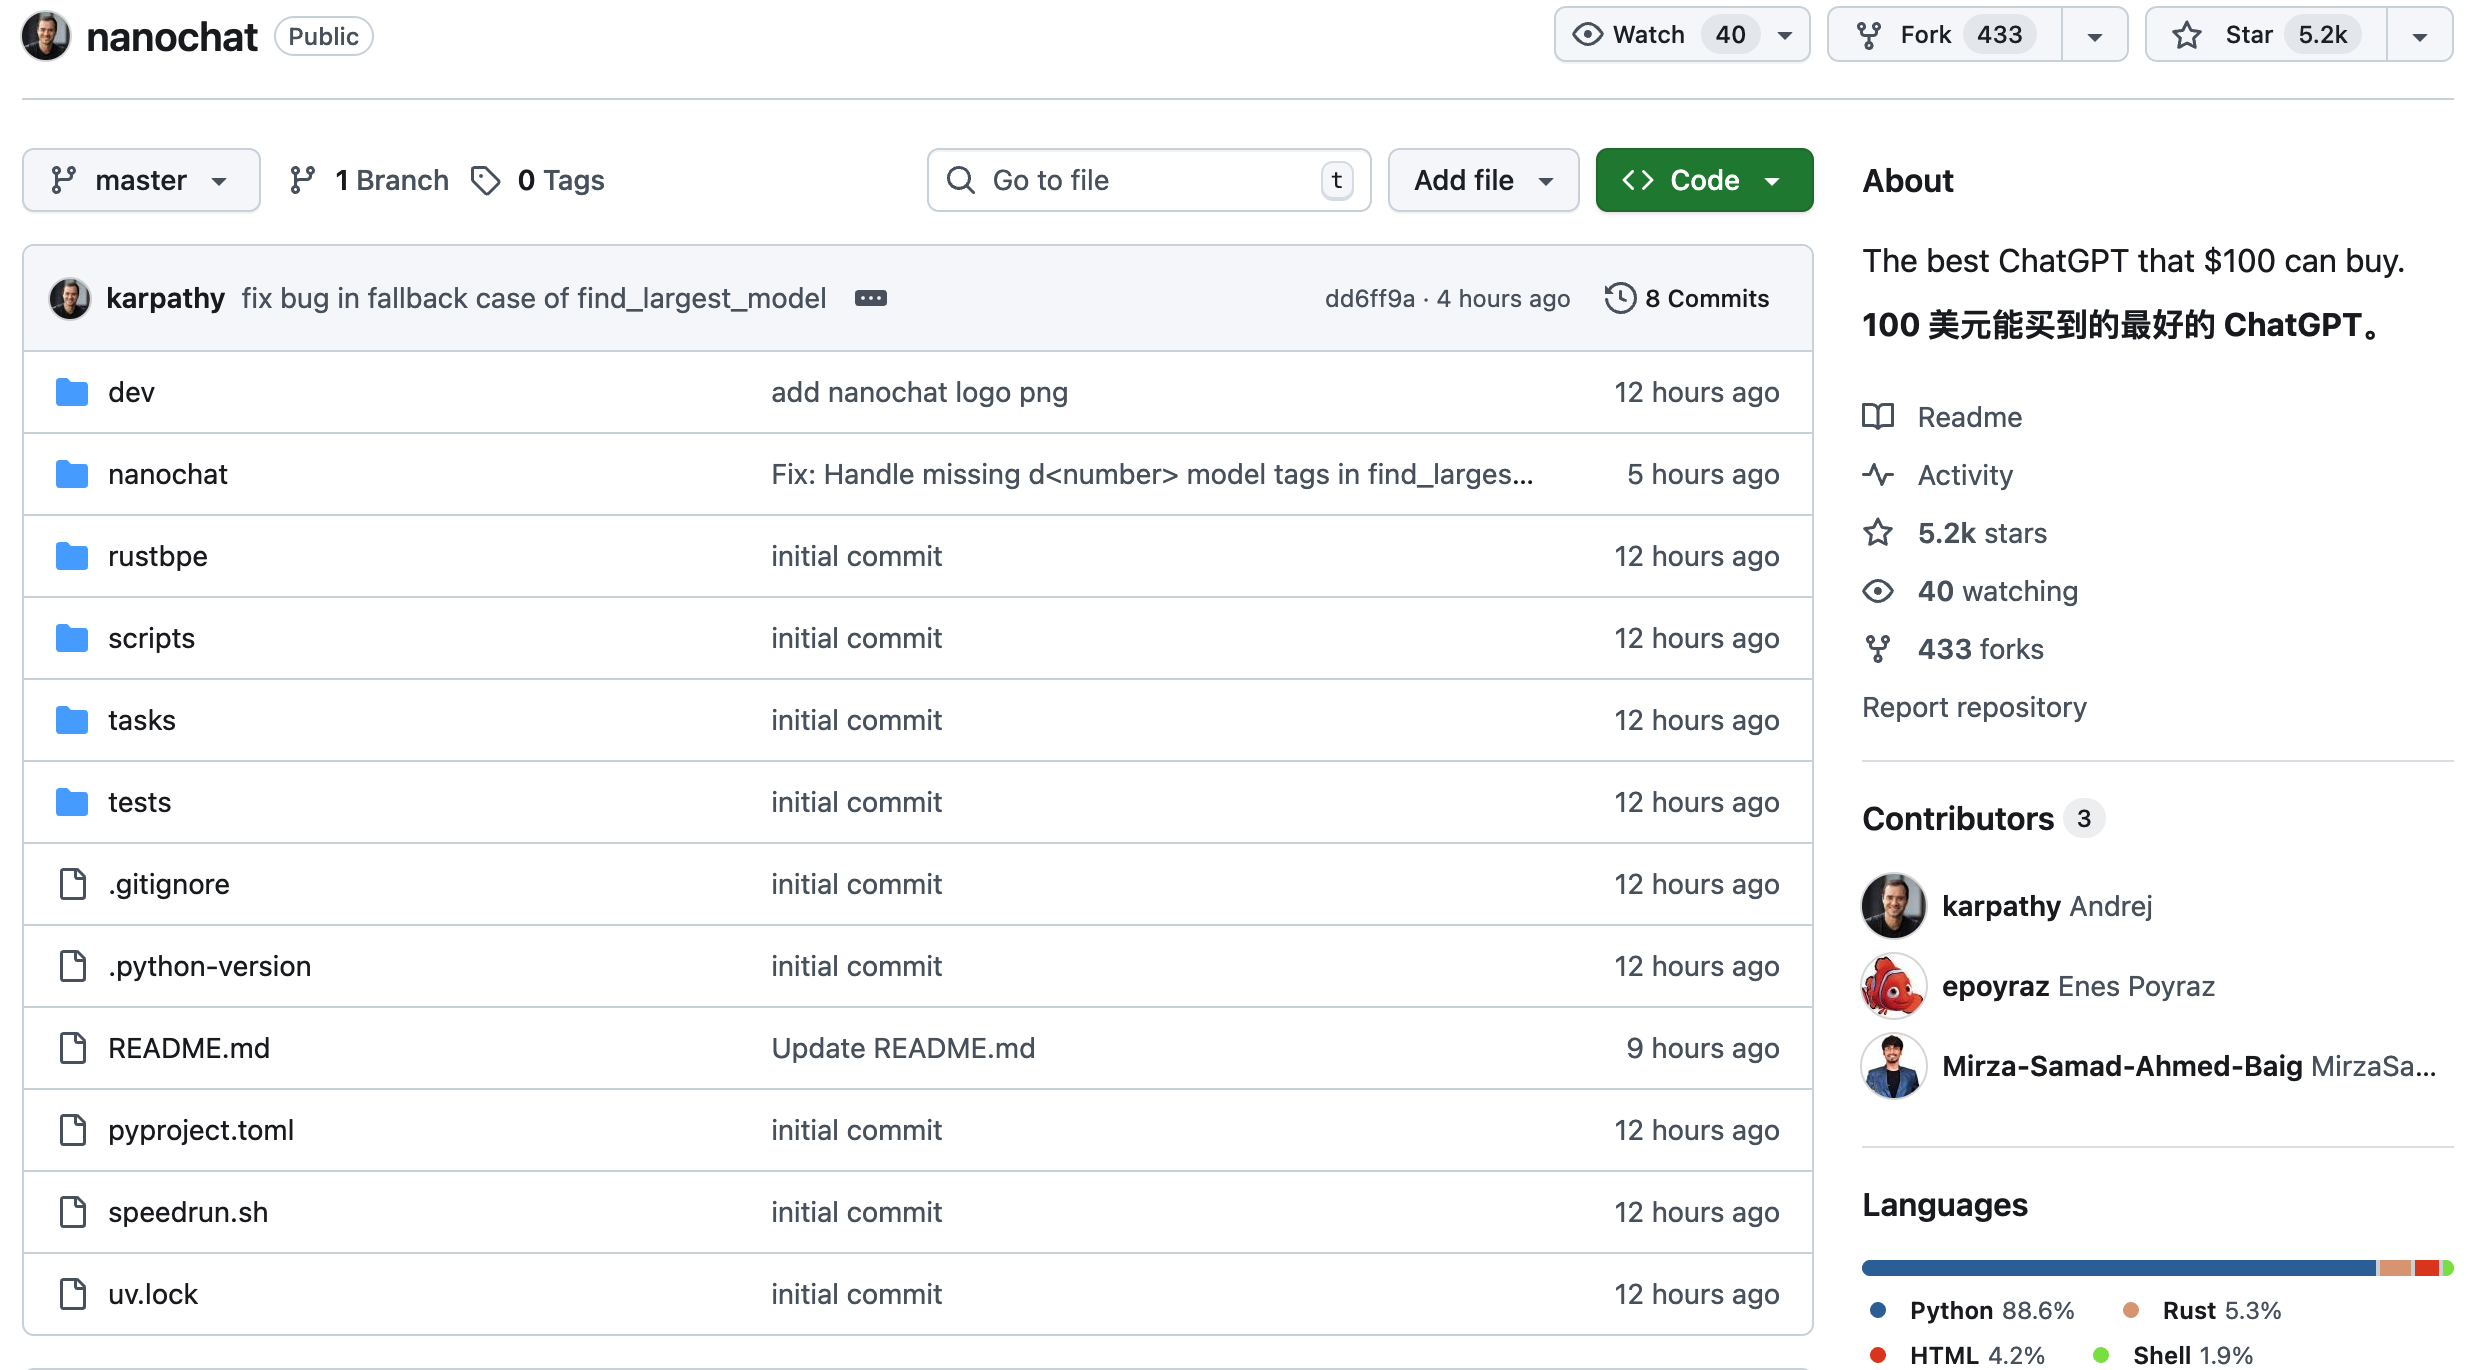 nanochat Public Watch 40 Fork 433 Star 5.2k
master 1 Branch 0 Tags Go to file t Add file Code
karpathy fix bug in fallback case of find_largest_model dd6ff9a · 4 hours ago 8 Commits
dev add nanochat logo png 12 hours ago
nanochat Fix: Handle missing d<number> model tags in find_larges... 5 hours ago
rustbpe initial commit 12 hours ago
scripts initial commit 12 hours ago
tasks initial commit 12 hours ago
tests initial commit 12 hours ago
.gitignore initial commit 12 hours ago
.python-version initial commit 12 hours ago
README.md Update README.md 9 hours ago
pyproject.toml initial commit 12 hours ago
speedrun.sh initial commit 12 hours ago
uv.lock initial commit 12 hours ago
About
The best ChatGPT that $100 can buy.
100 美元能买到的最好的 ChatGPT。
Readme
Activity
5.2k stars
40 watching
433 forks
Report repository
Contributors 3
karpathy Andrej
epoyraz Enes Poyraz
Mirza-Samad-Ahmed-Baig MirzaSa...
Languages
Python 88.6% Rust 5.3%
HTML 4.2% Shell 1.9%